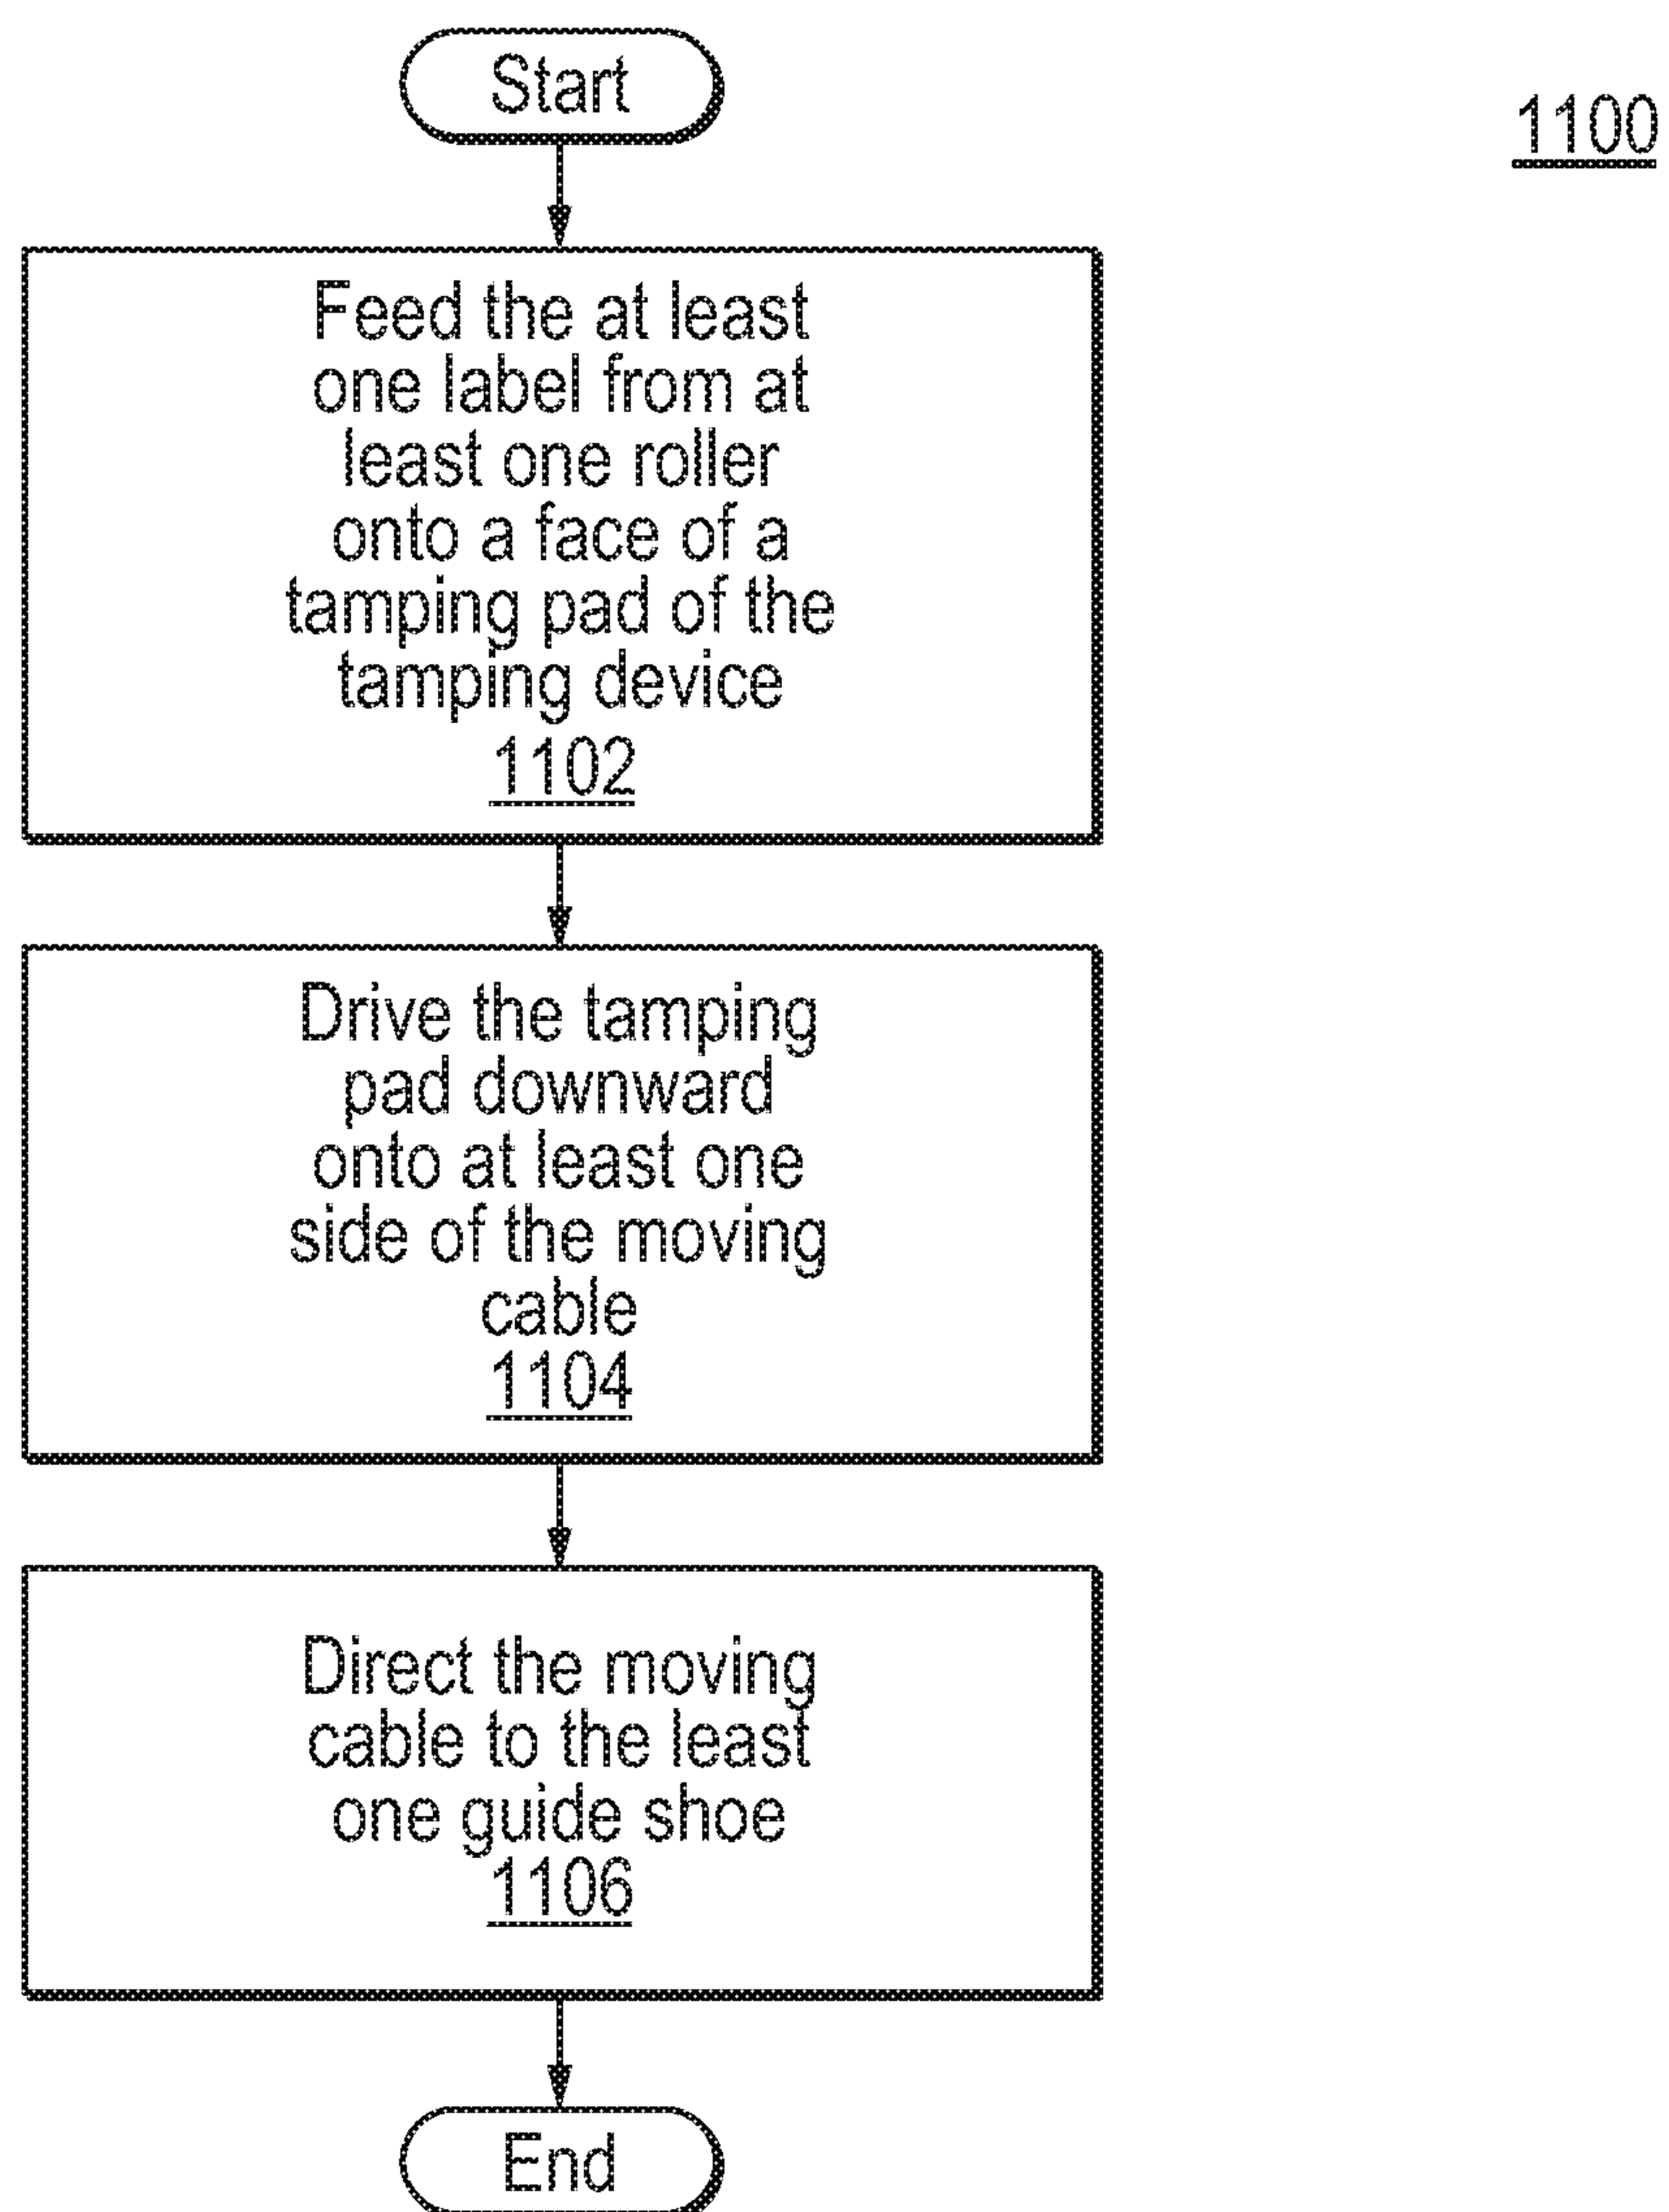 Start
1100
Feed the at least
one label from at
least one roller
onto a face of a
tamping pad of the
tamping device
1102
Drive the tamping
pad downward
onto at least one
side of the moving
cable
1104
Direct the moving
cable to the least
one guide shoe
1106
End